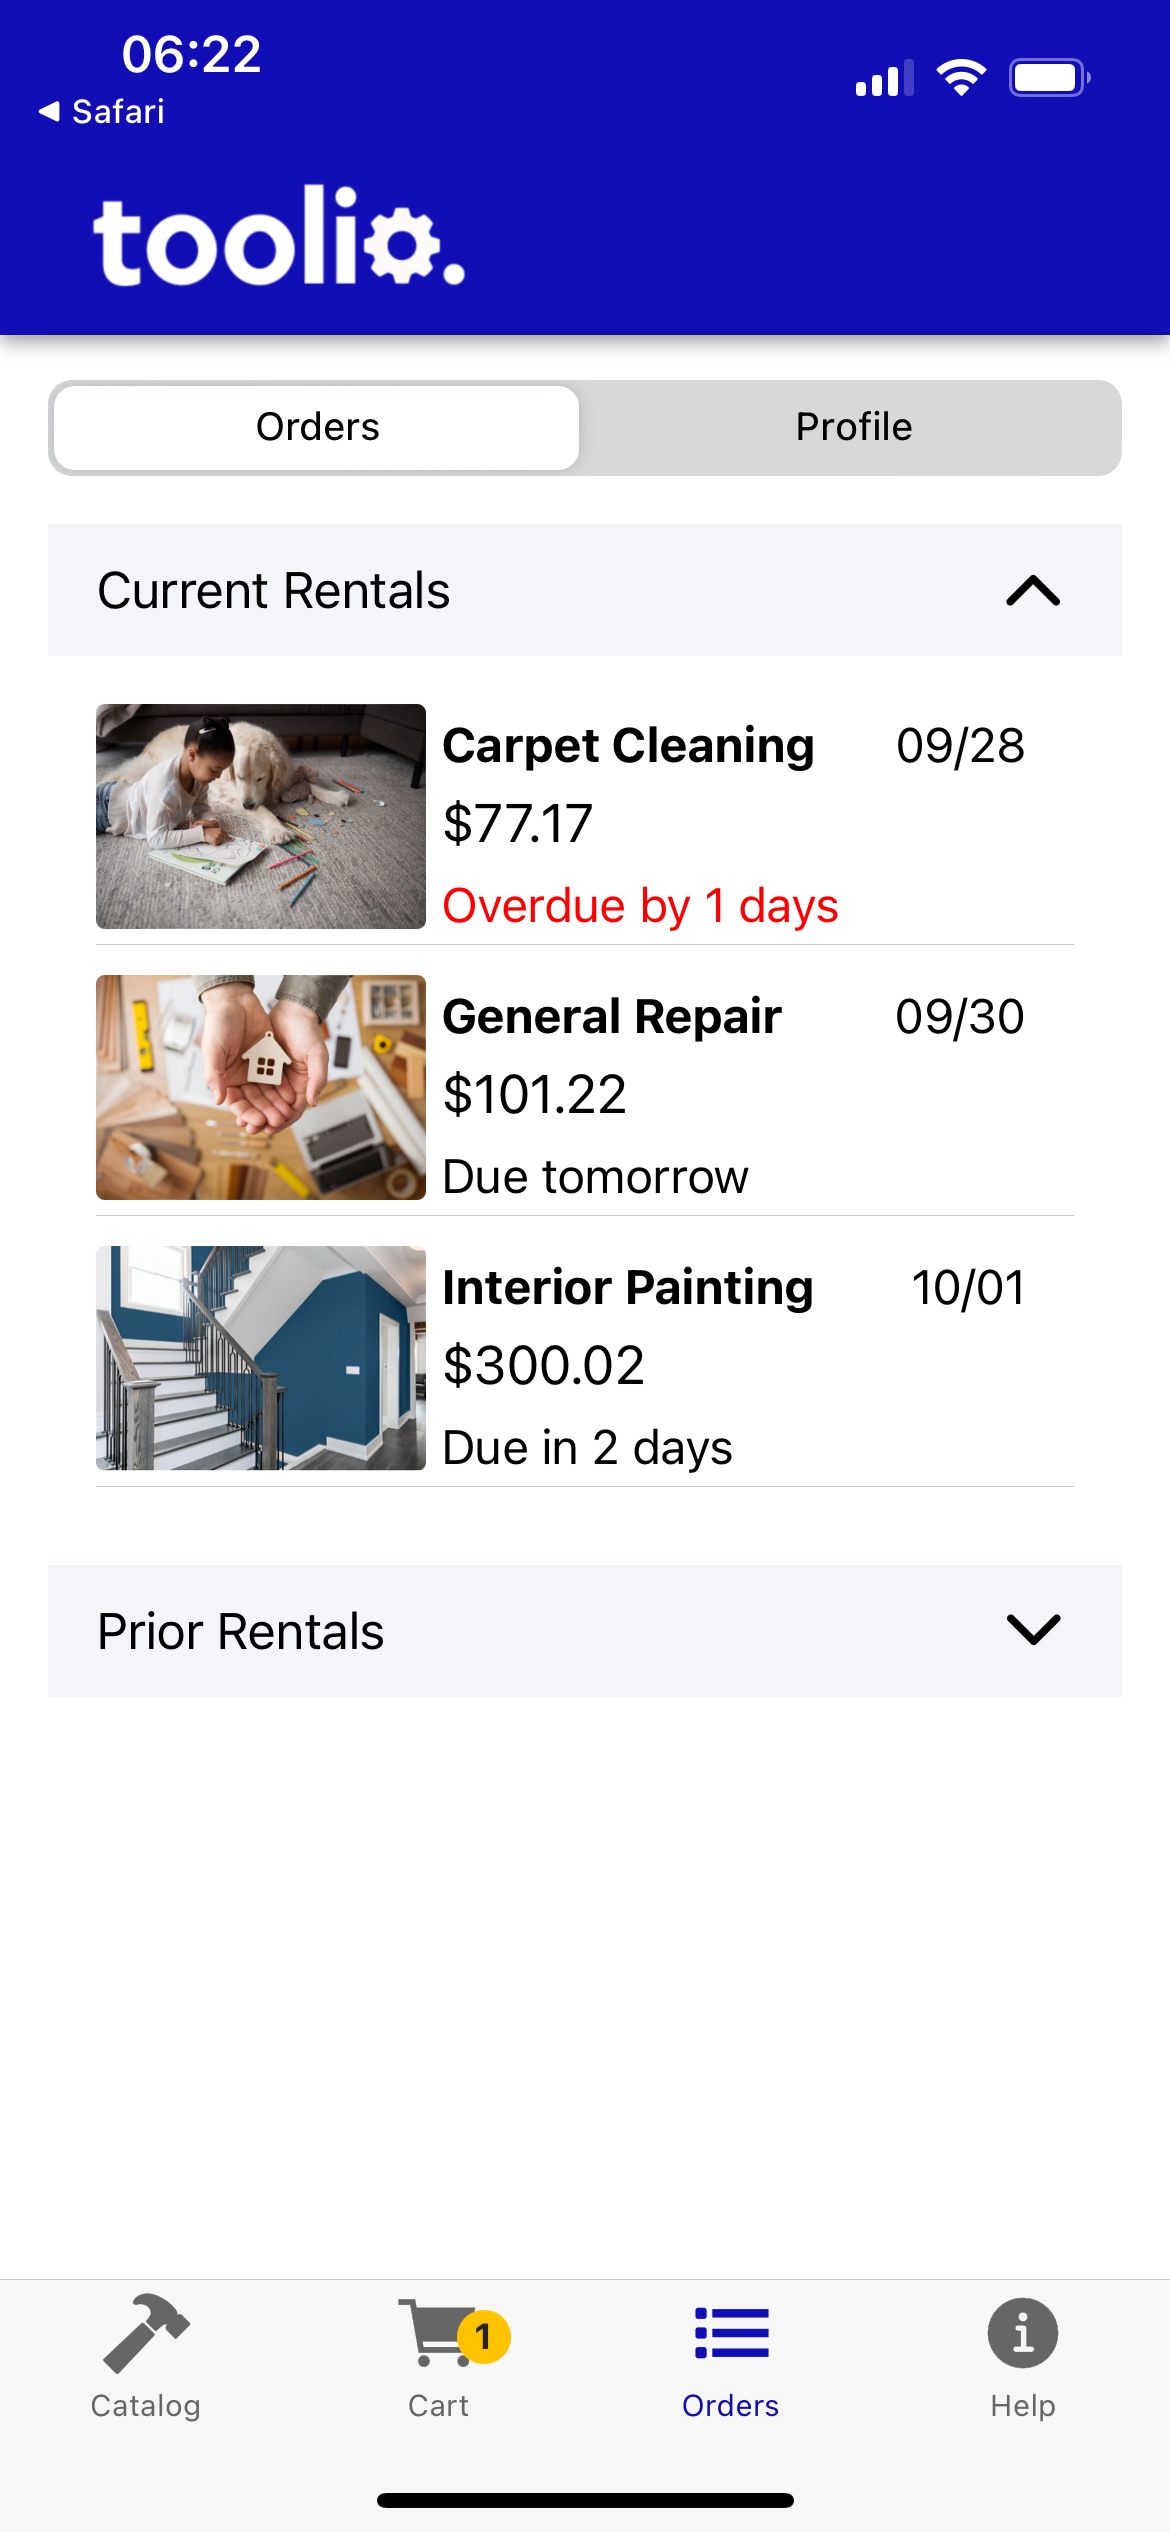 06:22
Safari
toolio.
Orders Profile
Current Rentals
Carpet Cleaning 09/28
$77.17
Overdue by 1 days
General Repair 09/30
$101.22
Due tomorrow
Interior Painting 10/01
$300.02
Due in 2 days
Prior Rentals
1
Catalog Cart Orders Help